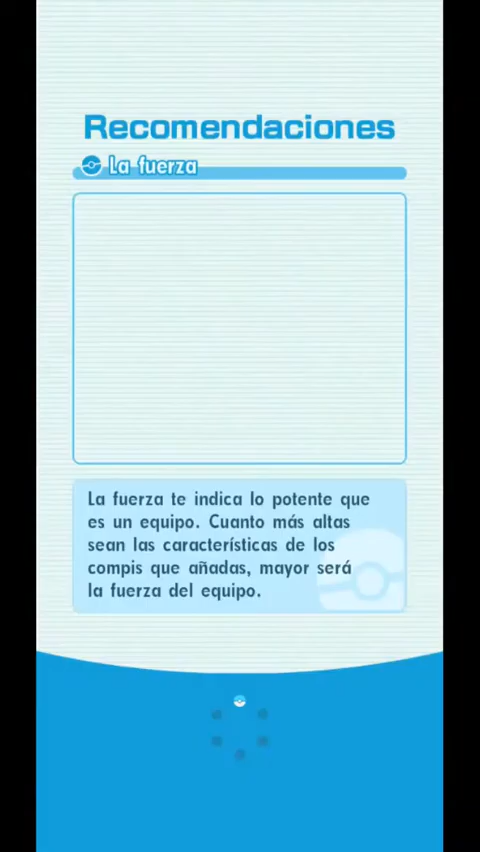 Recomendaciones
La fuerza
La fuerza te indica lo potente que
es un equipo. Cuanto más altas
sean las características de los
compis que añadas, mayor será
la fuerza del equipo.